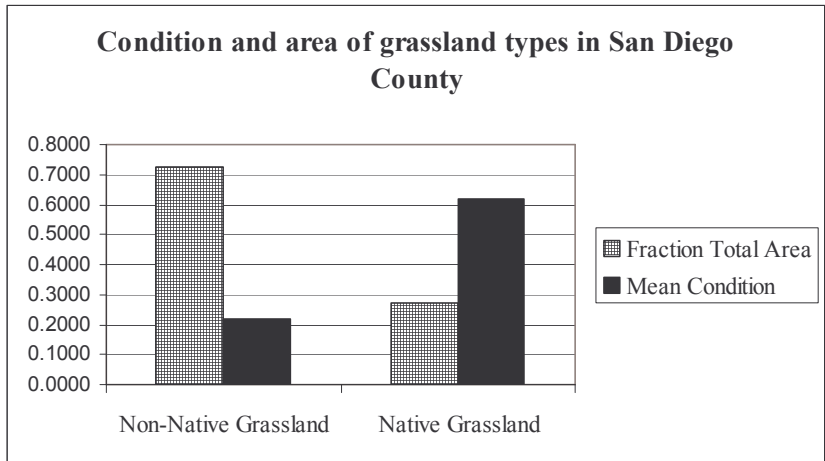 Condition and area of grassland types in San Diego
County
0.8000
0.7000
0.6000
0.5000
0.4000
0.3000
0.2000
0.1000
0.0000
Non-Native Grassland
Native Grassland
Fraction Total Area
Mean Condition